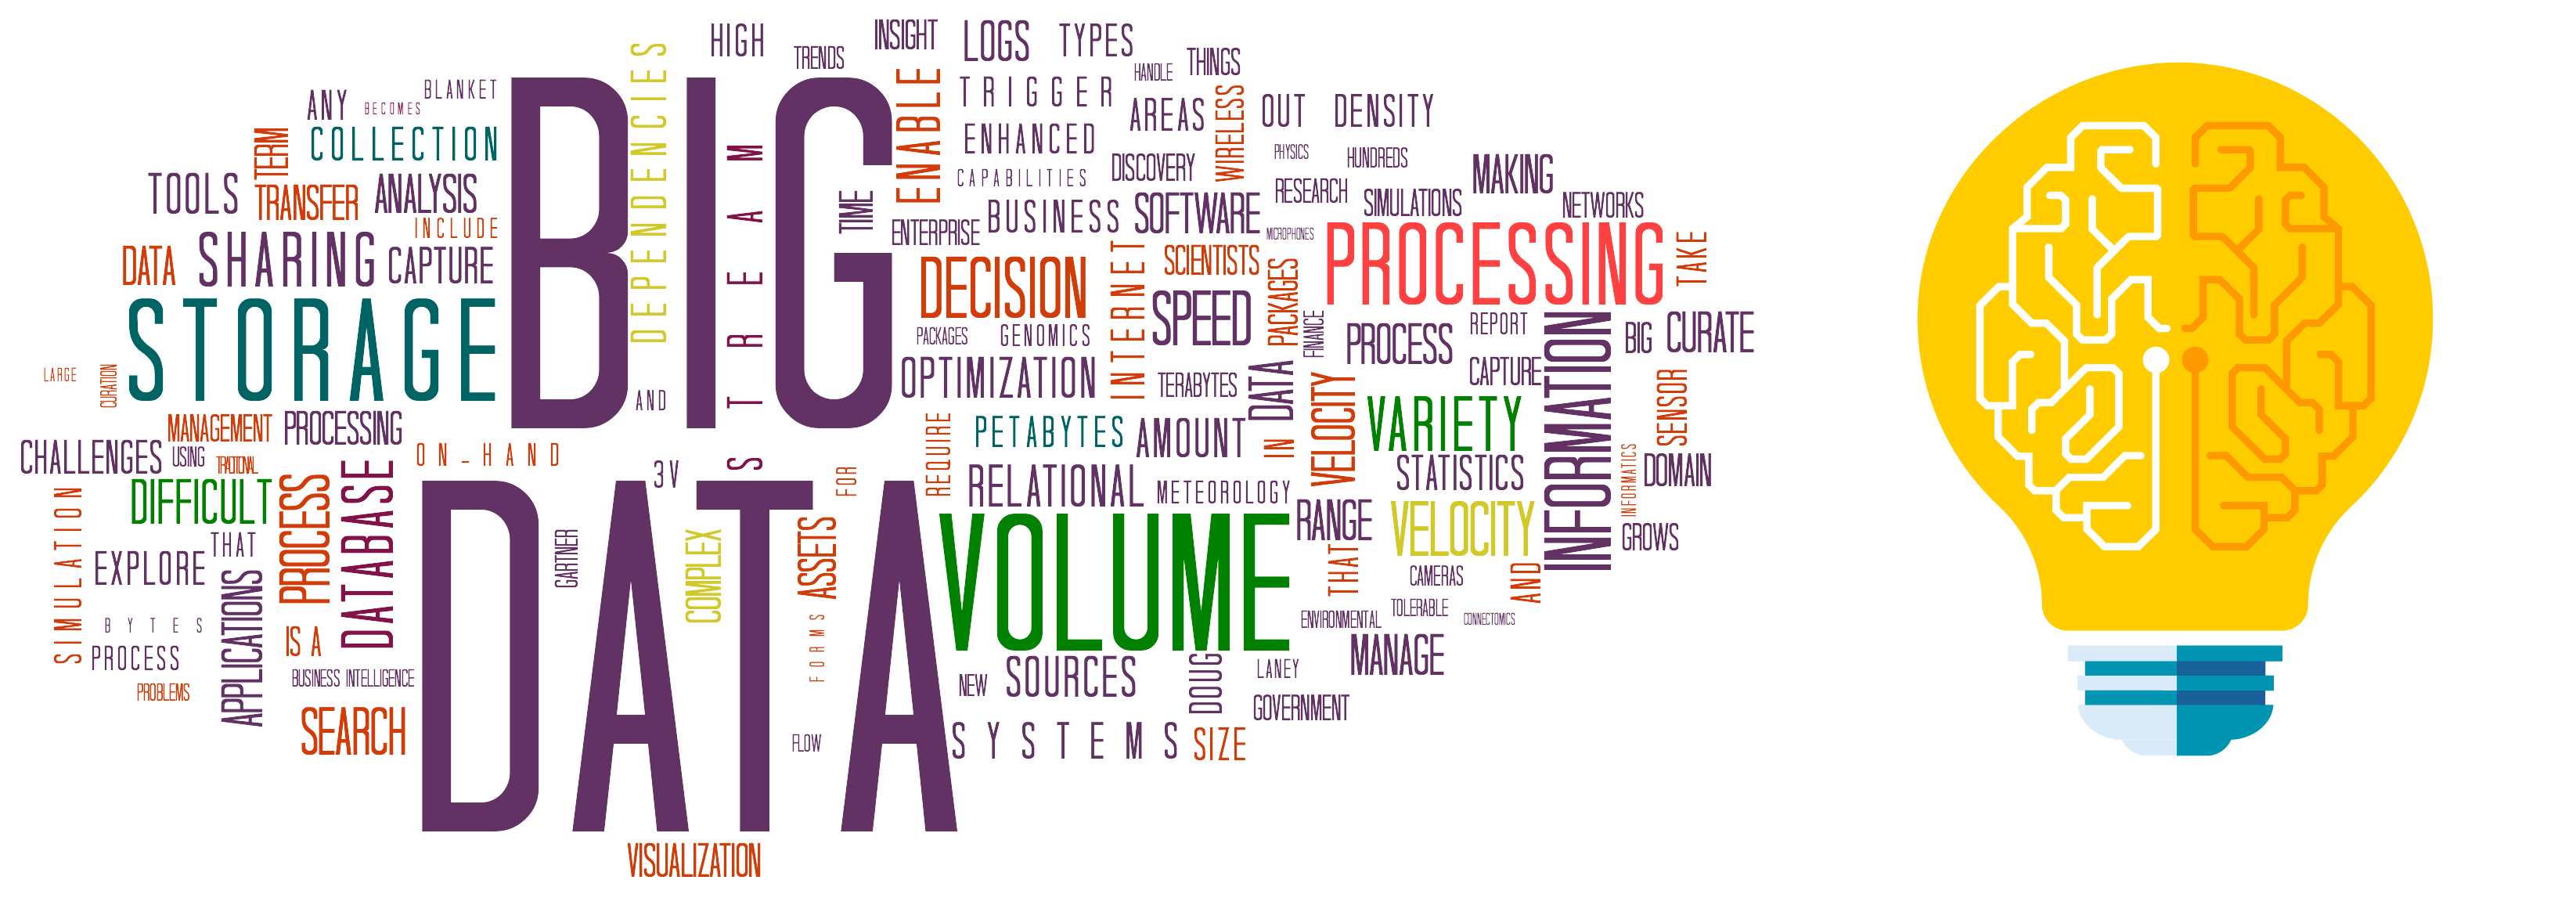 HIGH
TRENDS
INSIGHT
LOGS
TYPES
HANDLE
THINGS
BLANKET
ANY
BECOMES
BIG
DEPENDENCIES
STREAM
ENABLE
TRIGGER
AREAS
WIRELESS
OUT
DENSITY
TERM
COLLECTION
ENHANCED
DISCOVERY
PHYSICS
HUNDREDS
MAKING
TOOLS
TRANSFER
ANALYSIS
CAPABILITIES
RESEARCH
SIMULATIONS
NETWORKS
INCLUDE
TIME
ENTERPRISE
BUSINESS
SOFTWARE
MICROPHONES
PROCESSING
TAKE
DATA
SHARING
CAPTURE
DECISION
INTERNET
SCIENTISTS
PACKAGES
STORAGE
PACKAGES
GENOMICS
SPEED
FINANCE
PROCESS
REPORT
INFORMATION
BIG
CURATE
LARGE
CURATION
OPTIMIZATION
TERABYTES
DATA
VELOCITY
CAPTURE
SENSOR
AND
MANAGEMENT
PROCESSING
REQUIRE
PETABYTES
AMOUNT
IN
VARIETY
CHALLENGES
USING
TRADITIONAL
ON-HAND
3V
FOR
RELATIONAL
METEOROLOGY
STATISTICS
INFORMATICS
DOMAIN
SIMULATION
DIFFICULT
PROCESS
DATABASE
DATA
GARTNER
COMPLEX
ASSETS
VOLUME
RANGE
VELOCITY
GROWS
EXPLORE
THAT
THAT
CAMERAS
AND
APPLICATIONS
BYTES
IS A
FORMS
ENVIRONMENTAL
TOLERABLE
CONNECTOMICS
PROCESS
BUSINESS INTELLIGENCE
NEW
SOURCES
DOUG
LANEY
MANAGE
PROBLEMS
GOVERNMENT
SEARCH
FLOW
SYSTEMS
SIZE
VISUALIZATION